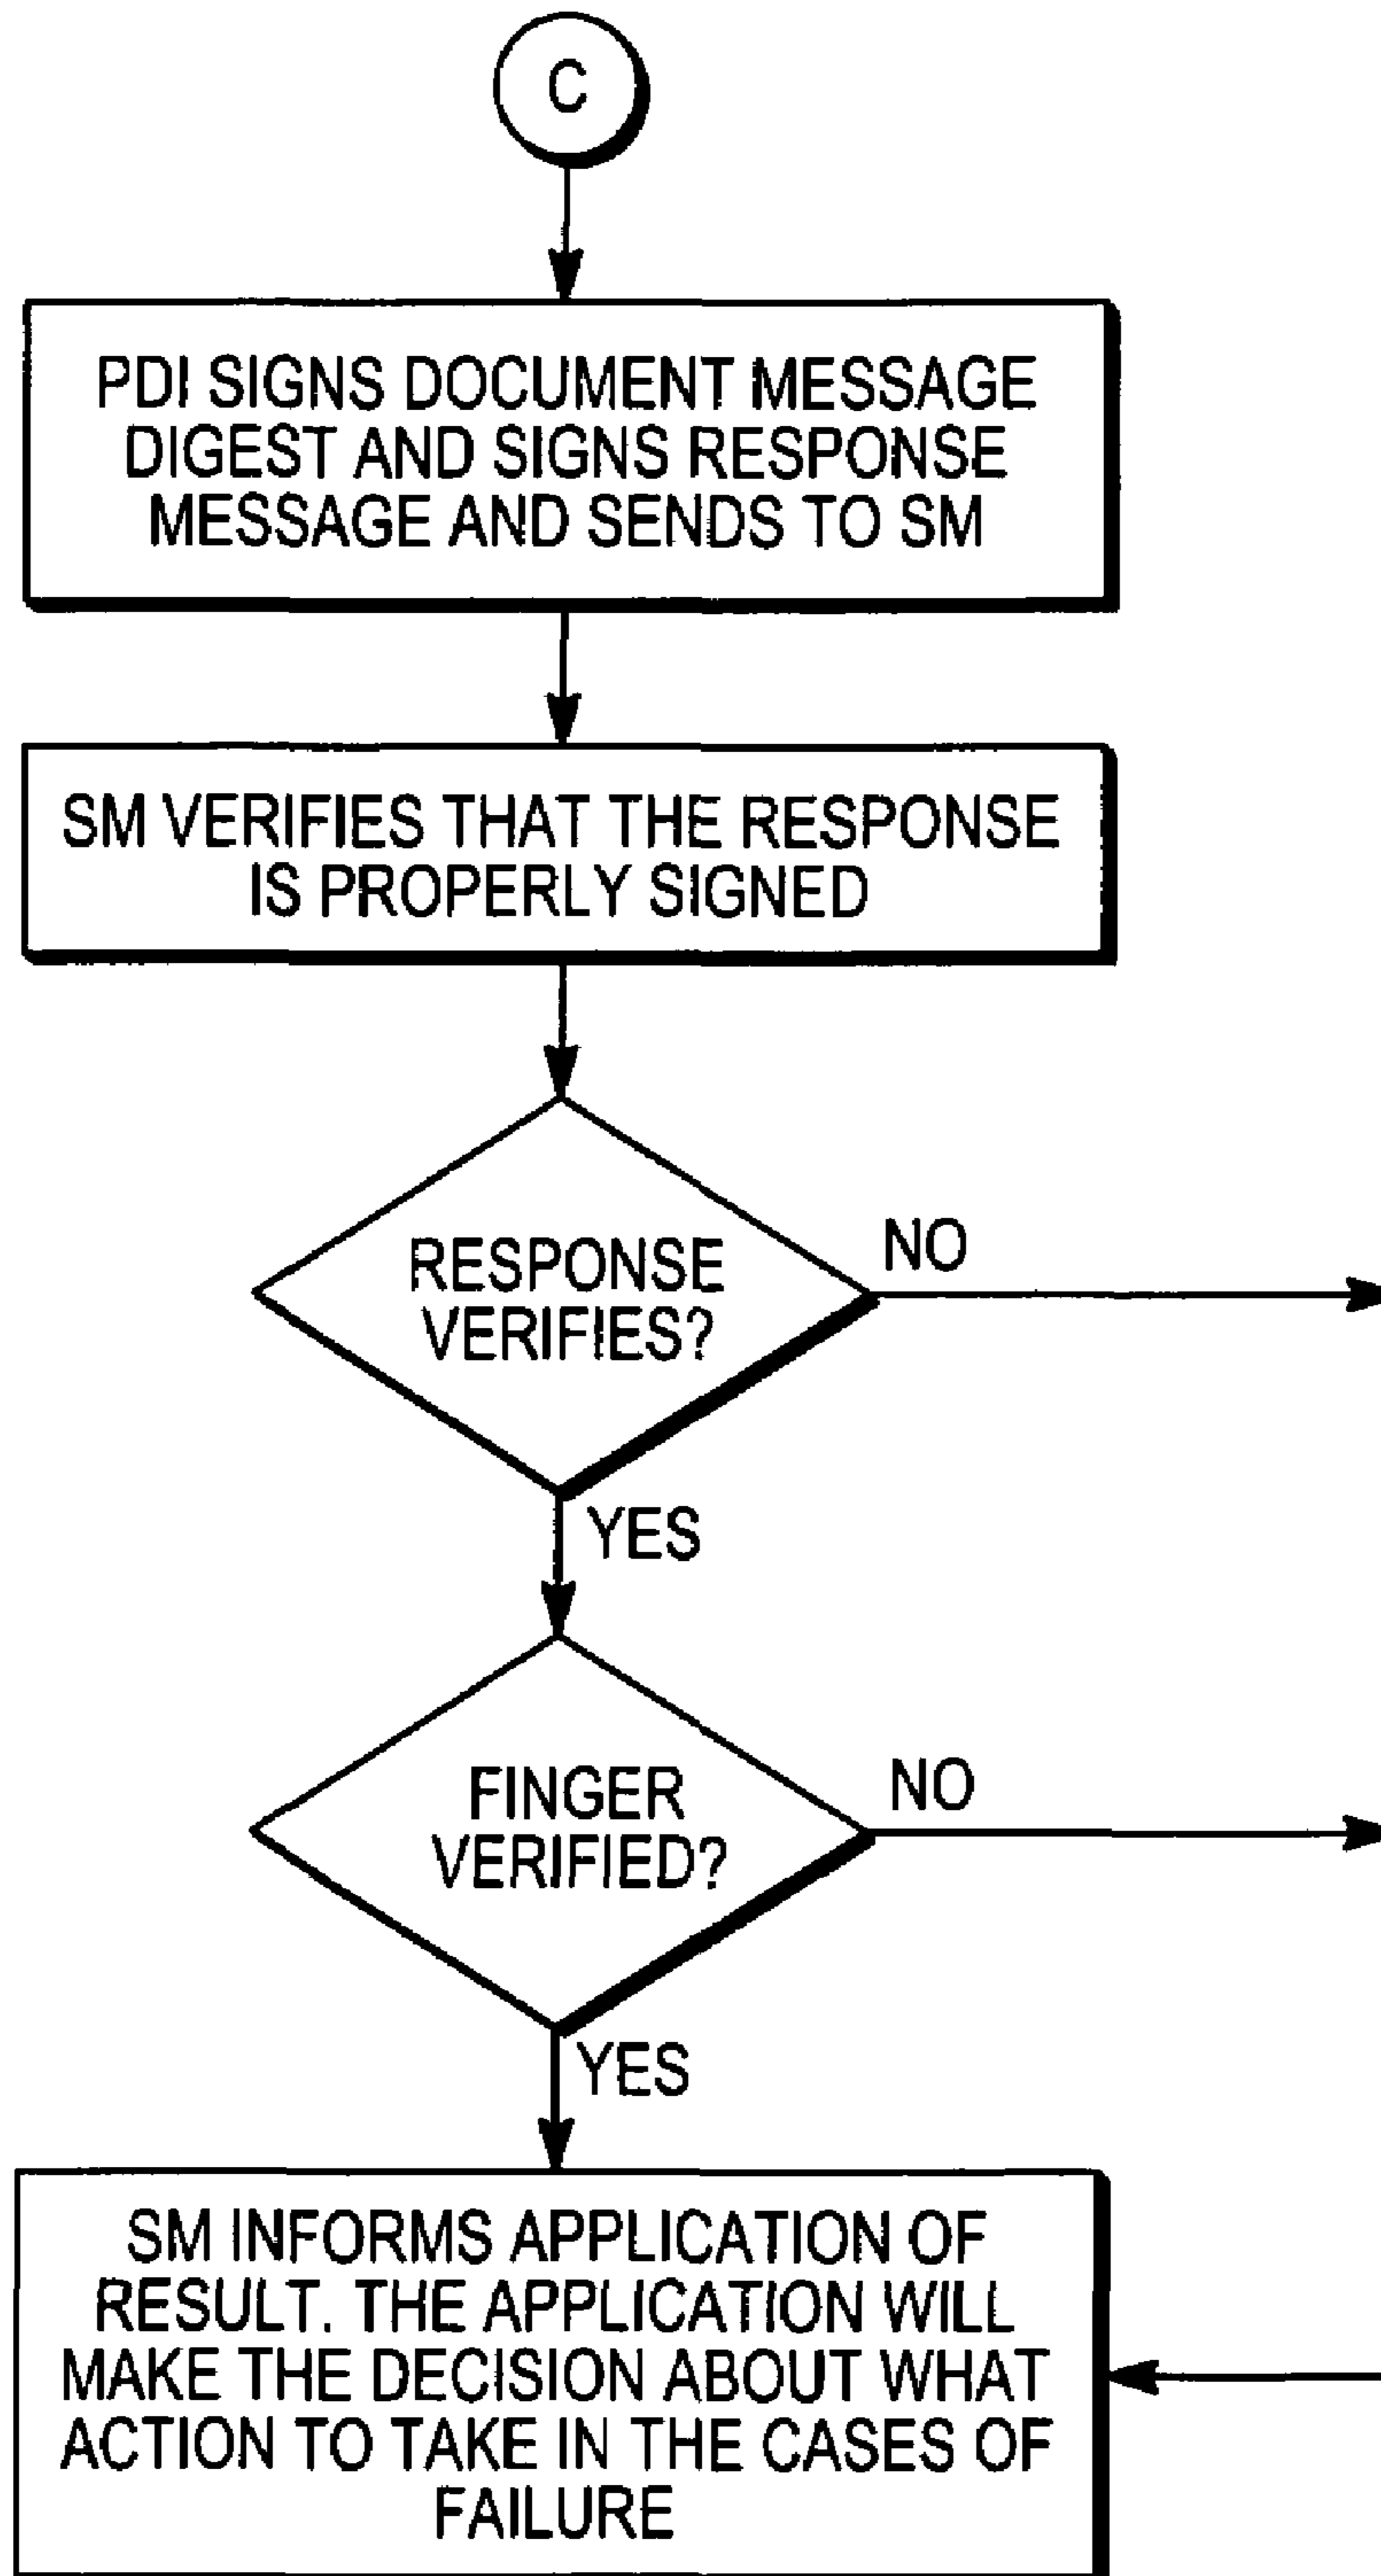 C
PDI SIGNS DOCUMENT MESSAGE
DIGEST AND SIGNS RESPONSE
MESSAGE AND SENDS TO SM
SM VERIFIES THAT THE RESPONSE
IS PROPERLY SIGNED
RESPONSE
VERIFIES?
NO
YES
FINGER
VERIFIED?
NO
YES
SM INFORMS APPLICATION OF
RESULT. THE APPLICATION WILL
MAKE THE DECISION ABOUT WHAT
ACTION TO TAKE IN THE CASES OF
FAILURE